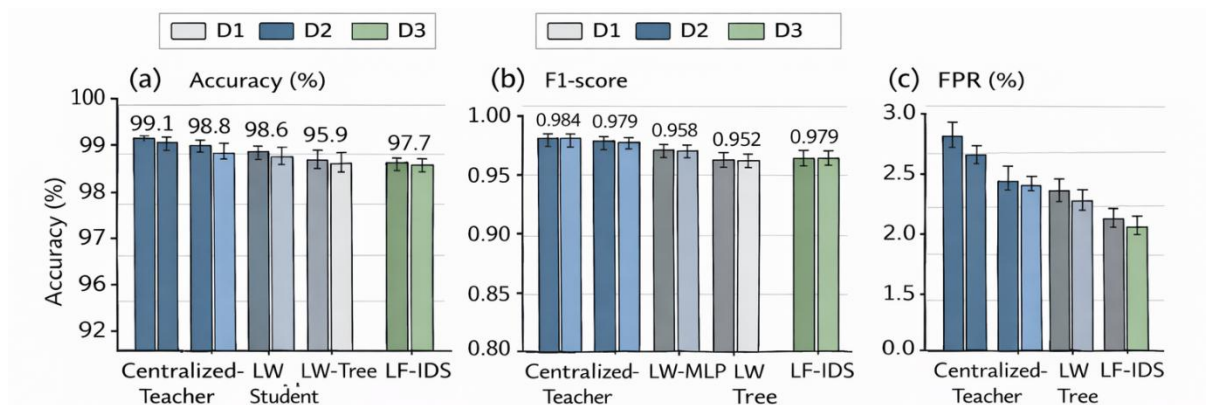 D1 D2 D3
D1 D2 D3
(a) Accuracy (%)
Accuracy (%)
100
99
98
97
96
92
99.1 98.8 98.6 95.9 97.7
Centralized- LW LW-Tree LF-IDS
Teacher Student
(b) F1-score
1.00
0.95
0.90
0.85
0.80
0.984 0.979 0.958 0.952 0.979
Centralized- LW-MLP LW LF-IDS
Teacher Tree
(c) FPR (%)
3.0
2.5
2.0
1.5
0.0
Centralized- LW LF-IDS
Teacher Tree